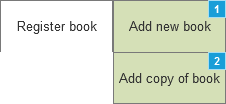 Register book
Add new book
1
Add copy of book
2